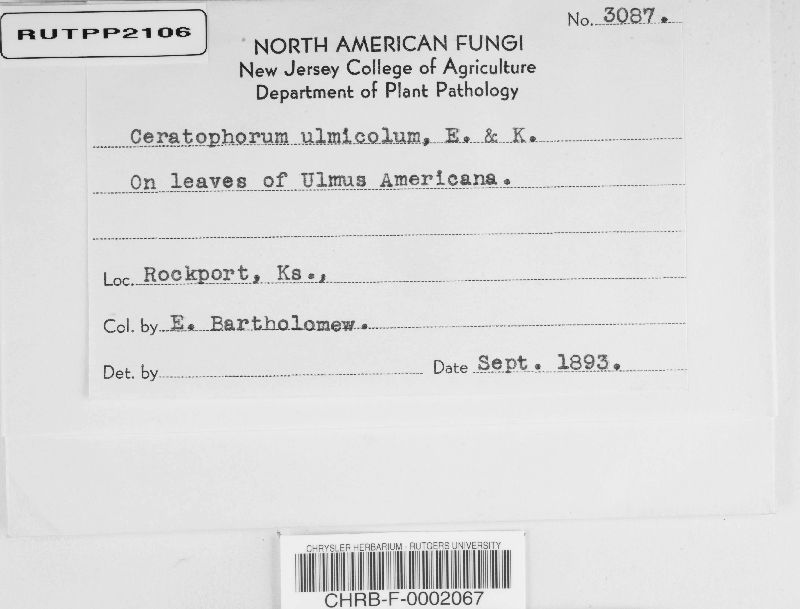 No. 3087.
RUTPP2106
NORTH AMERICAN FUNGI
New Jersey College of Agriculture
Department of Plant Pathology
Ceratophorum ulmicolum, E. & K.
On leaves of Ulmus Americana.
Loc. Rockport, Ks.,
Col. by E. Bartholomew.
Det. by Date Sept. 1893.
CHRYSLER HERBARIUM - RUTGERS UNIVERSITY
CHRB-F-0002067